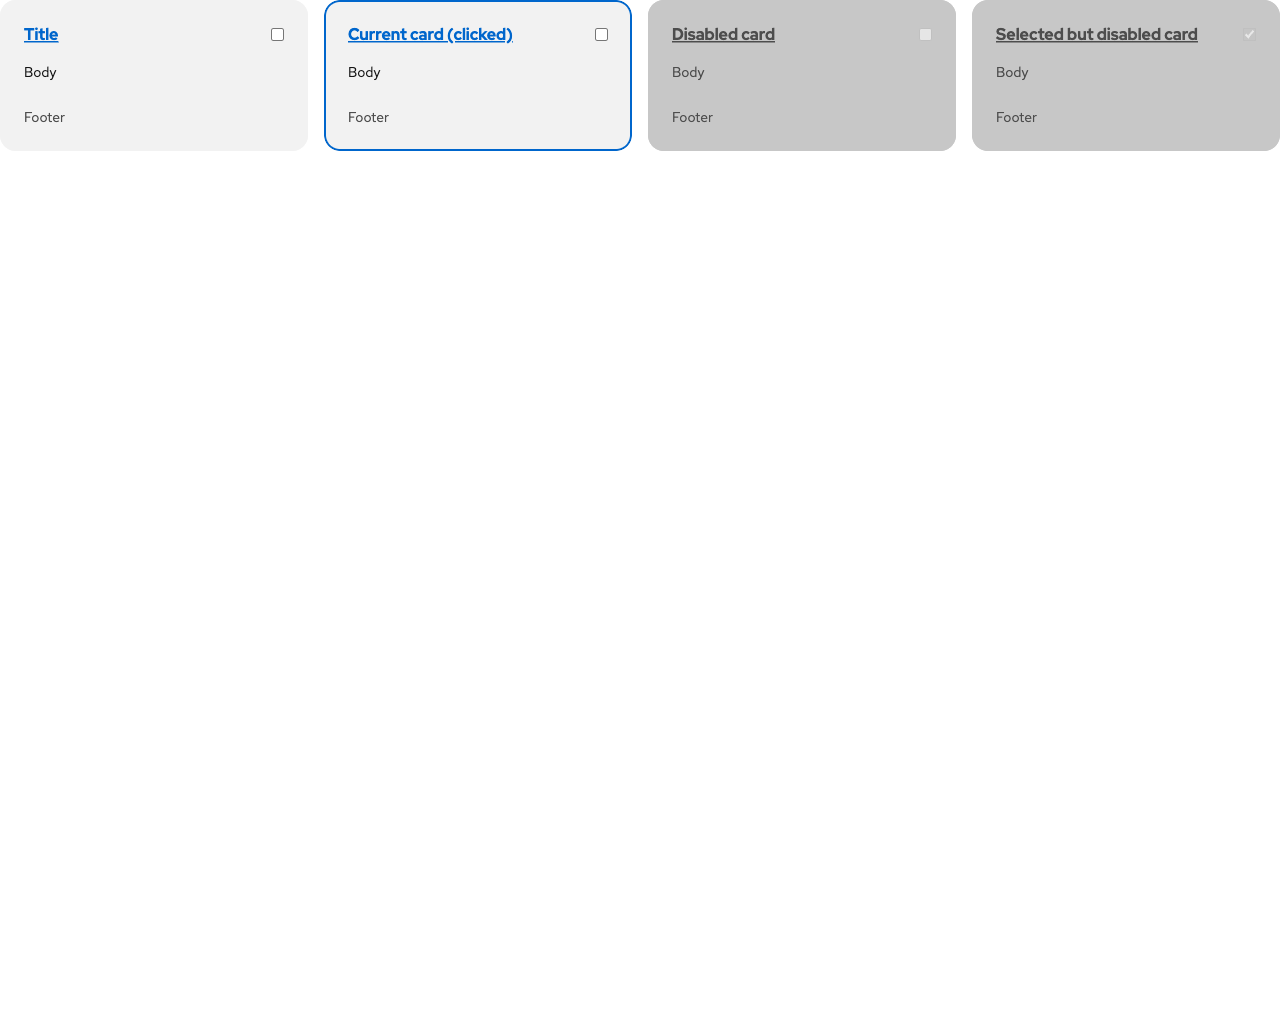 Title
Body
Footer
Current card (clicked)
Body
Footer
Disabled card
Body
Footer
Selected but disabled card
Body
Footer